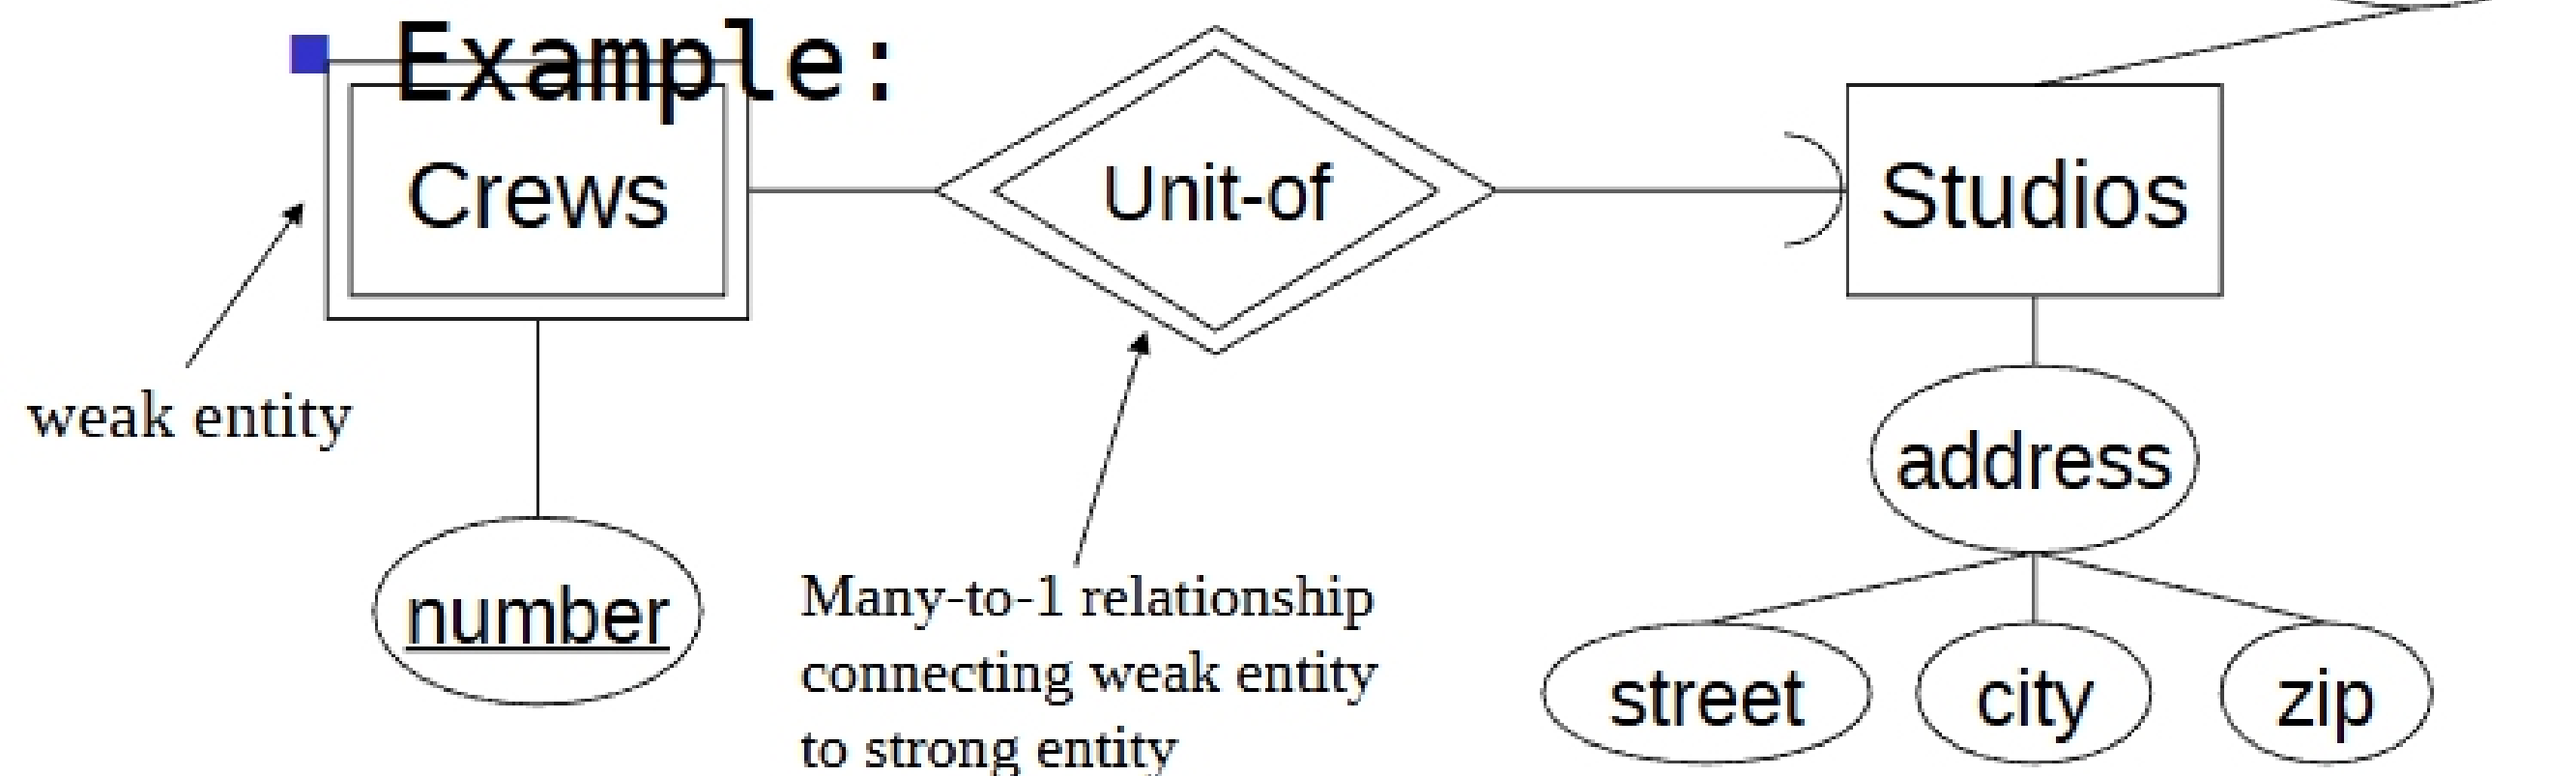 Example:
Crews
Unit-of
Studios
weak entity
address
number
Many-to-1 relationship
connecting weak entity
to strong entity
street
city
zip